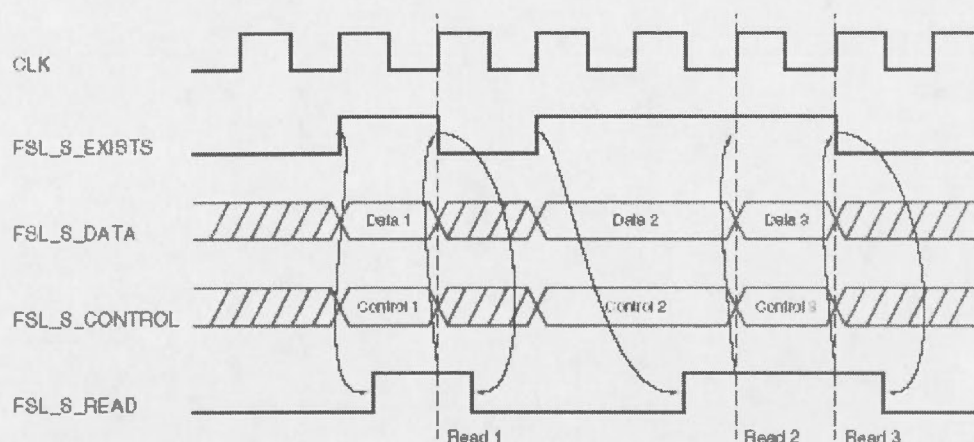 CLK
FSL_S_EXISTS
FSL_S_DATA
Data 1
Data 2
Data 3
FSL_S_CONTROL
Control 1
Control 2
Control 3
FSL_S_READ
Read 1
Read 2
Read 3